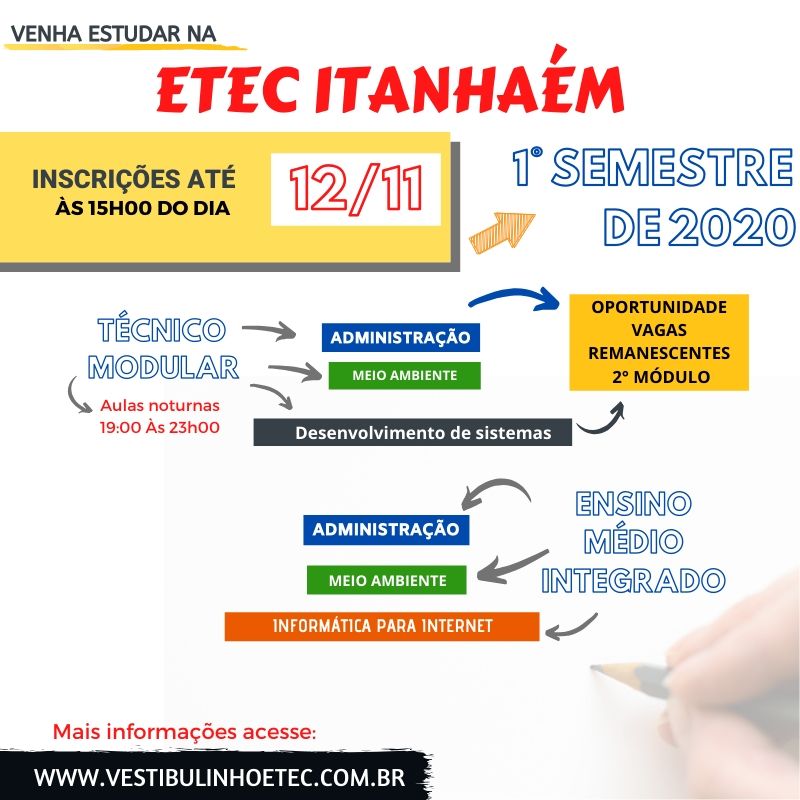 VENHA ESTUDAR NA
ETEC ITANHAÉM
INSCRIÇÕES ATÉ
ÀS 15H00 DO DIA
12/11
1° SEMESTRE
DE 2020
TÉCNICO
MODULAR
Aulas noturnas
19:00 Às 23h00
ADMINISTRAÇÃO
MEIO AMBIENTE
Desenvolvimento de sistemas
OPORTUNIDADE
VAGAS
REMANESCENTES
2° MÓDULO
ENSINO
MÉDIO
INTEGRADO
ADMINISTRAÇÃO
MEIO AMBIENTE
INFORMÁTICA PARA INTERNET
Mais informações acesse:
WWW.VESTIBULINHOETEC.COM.BR